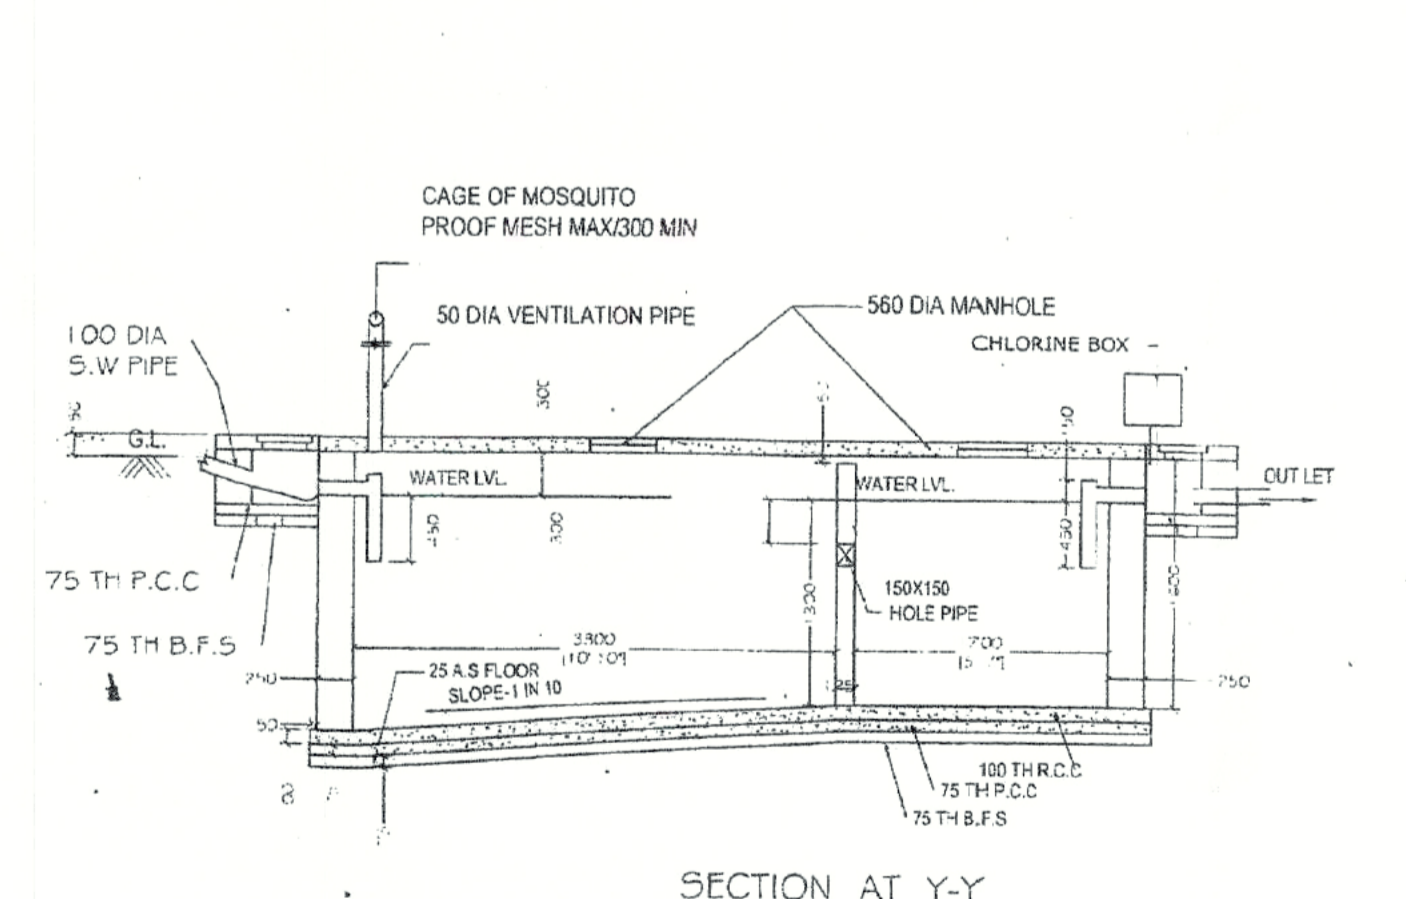 CAGE OF MOSQUITO
PROOF MESH MAX/300 MIN
50 DIA VENTILATION PIPE
560 DIA MANHOLE
CHLORINE BOX
100 DIA
S.W PIPE
300
G.L.
WATER LVL.
WATER LVL.
OUT LET
450
300
450
75 TH P.C.C
150X150
HOLE PIPE
75 TH B.F.S
3300
25 A.S FLOOR
SLOPE-1 IN 10
250
50
100 TH R.C.C
75 TH P.C.C
75 TH B.F.S
SECTION AT Y-Y